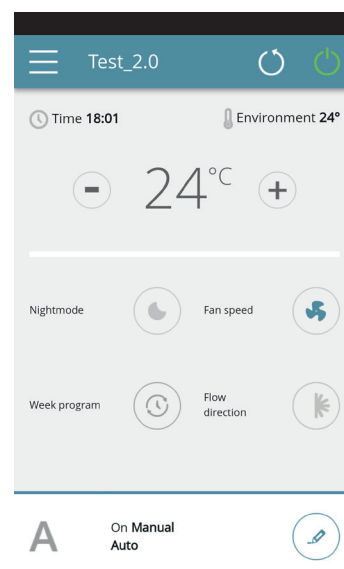 Test_2.0
Time 18:01
Environment 24°
24°C
Nightmode
Fan speed
Week program
Flow
direction
A
On Manual
Auto